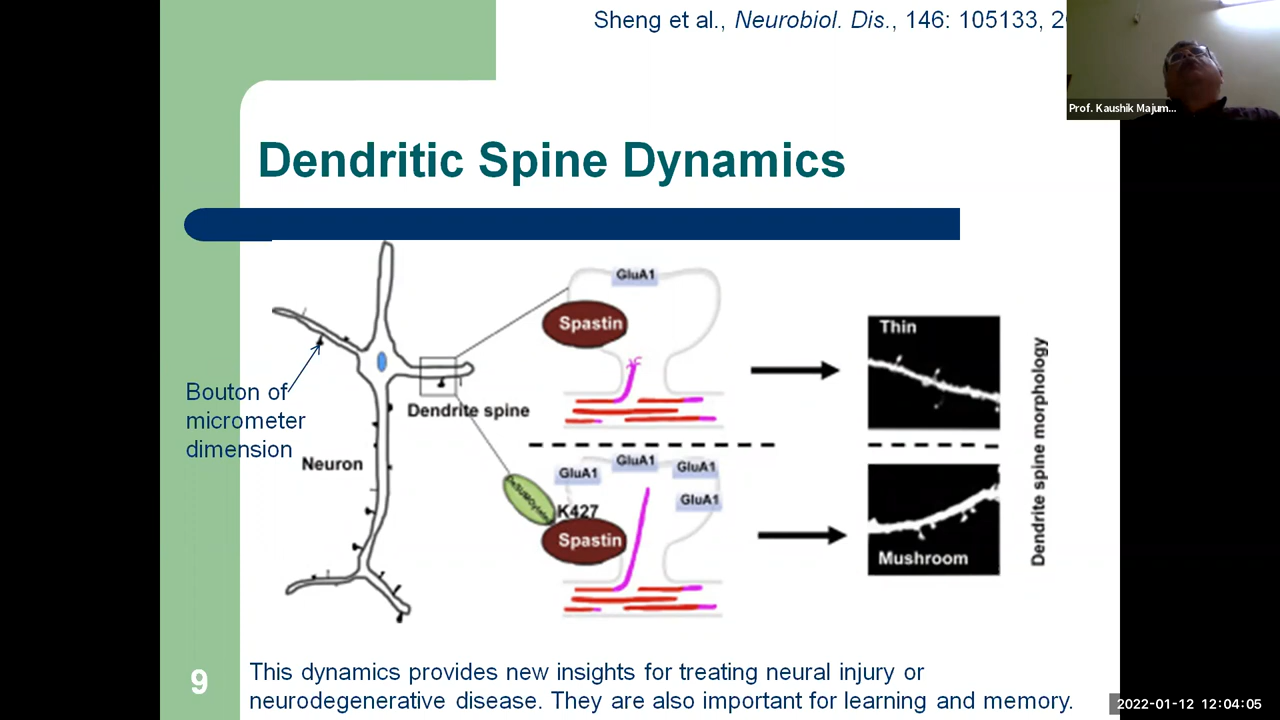 Sheng et al., Neurobiol. Dis., 146: 105133,
Prof. Kaushik Majum...
Dendritic Spine Dynamics
GluA1
Spastin
Thin
Bouton of
micrometer
dimension
Dendrite spine
Neuron
GluA1
GluA1
GluA1
GluA1
K427
Spastin
Mushroom
Dendrite spine morphology
9
This dynamics provides new insights for treating neural injury or
neurodegenerative disease. They are also important for learning and memory.
2022-01-12 12:04:05